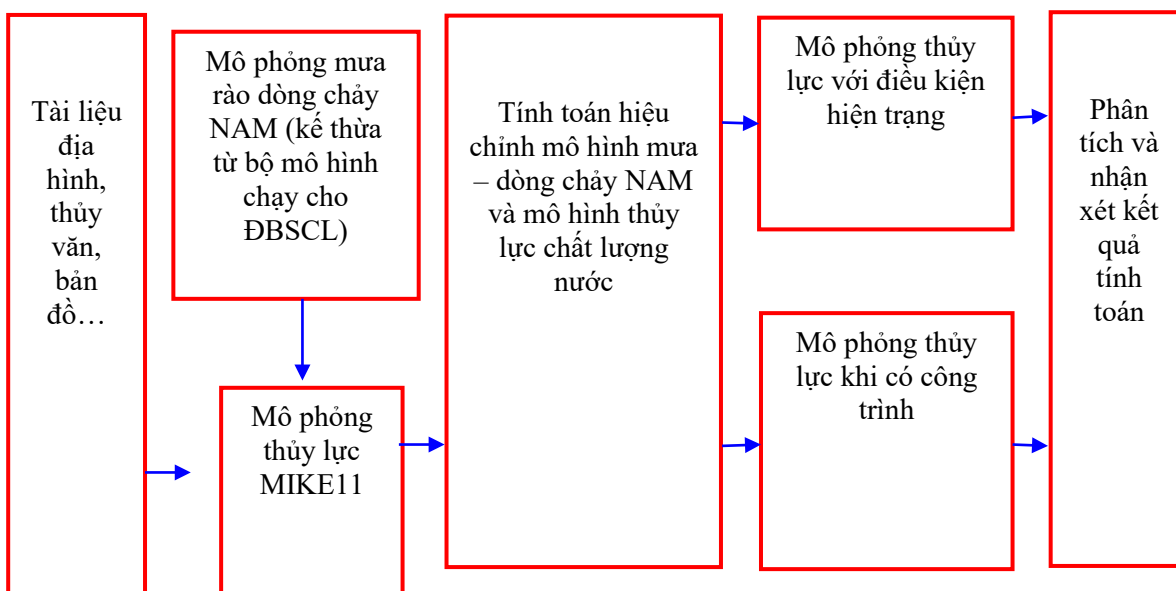 Tài liệu
địa
hình,
thủy
văn,
bản
đồ…
Mô phỏng mưa
rào dòng chảy
NAM (kế thừa
từ bộ mô hình
chạy cho
ĐBSCL)
Mô phỏng
thủy lực
MIKE11
Tính toán hiệu
chỉnh mô hình mưa
– dòng chảy NAM
và mô hình thủy
lực chất lượng
nước
Mô phỏng thủy
lực với điều kiện
hiện trạng
Mô phỏng thủy
lực khi có công
trình
Phân
tích và
nhận
xét kết
quả
tính
toán